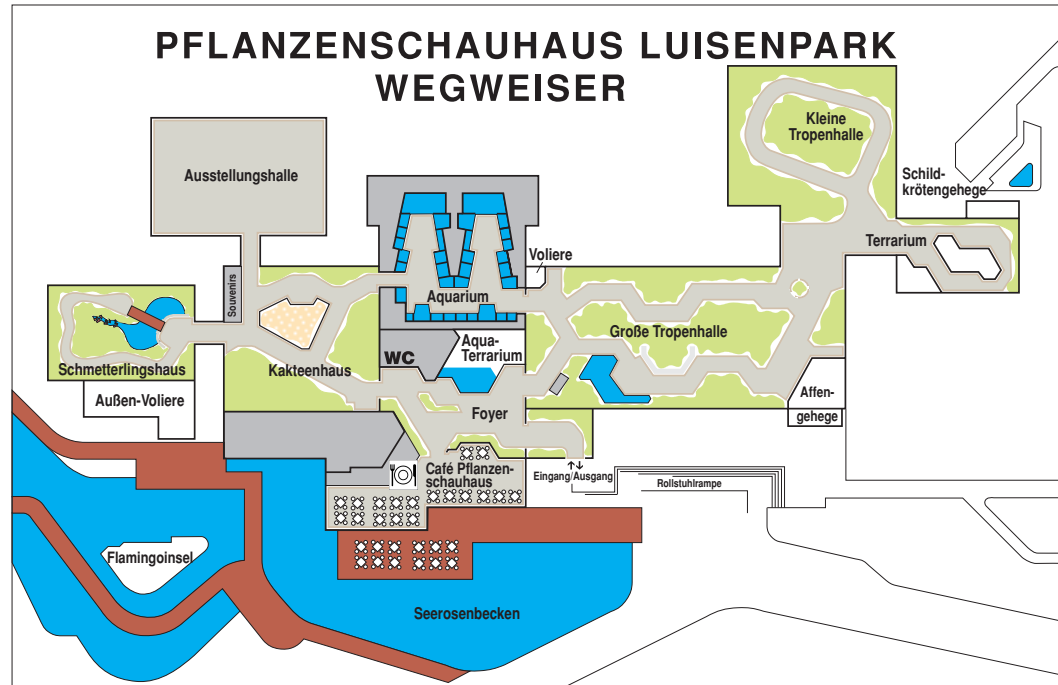 PFLANZENSCHAUHAUS LUISENPARK
WEGWEISER
Kleine
Tropenhalle
Ausstellungshalle
Schild-
krötengehege
Terrarium
Voliere
Souvenirs
Aquarium
Große Tropenhalle
Aqua-
Terrarium
WC
Schmetterlingshaus
Kakteenhaus
Außen-Voliere
Affen-
gehege
Foyer
Café Pflanzen-
schauhaus
Eingang/Ausgang
Rollstuhlrampe
Flamingoinsel
Seerosenbecken